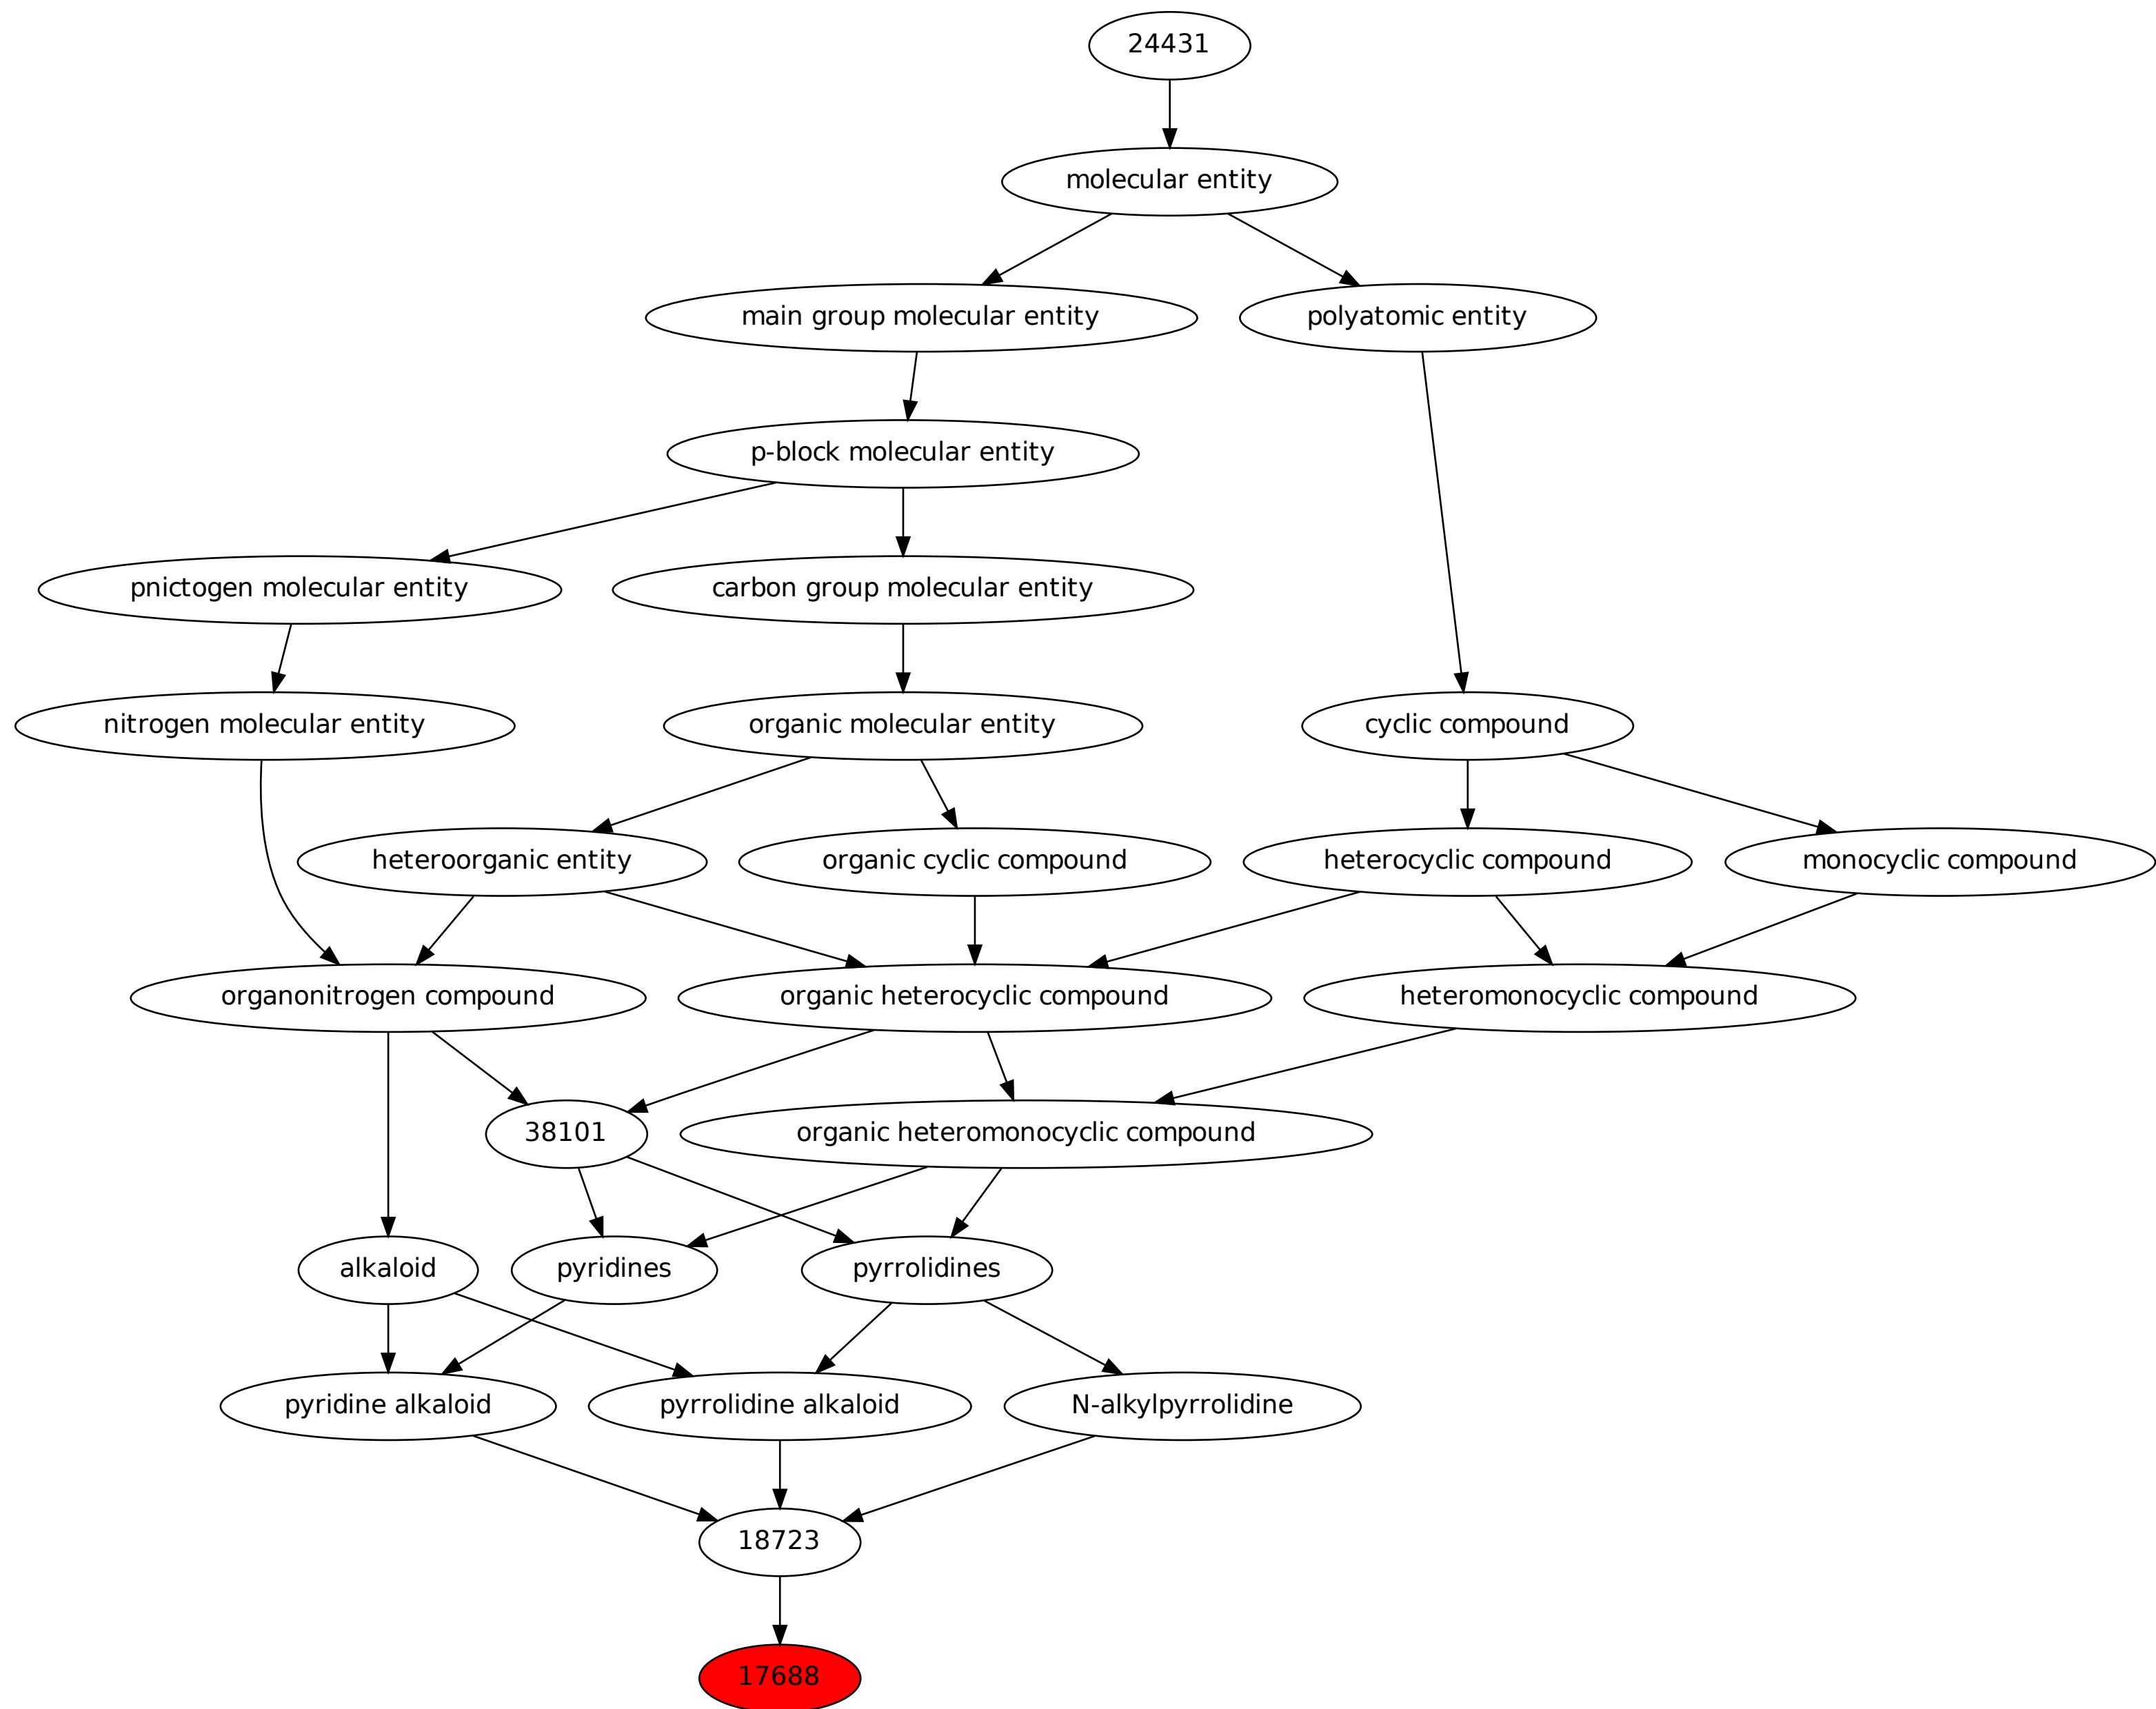 24431
molecular entity
main group molecular entity
polyatomic entity
p-block molecular entity
pnictogen molecular entity
carbon group molecular entity
nitrogen molecular entity
organic molecular entity
cyclic compound
heteroorganic entity
organic cyclic compound
heterocyclic compound
monocyclic compound
organonitrogen compound
organic heterocyclic compound
heteromonocyclic compound
38101
organic heteromonocyclic compound
alkaloid
pyridines
pyrrolidines
pyridine alkaloid
pyrrolidine alkaloid
N-alkylpyrrolidine
18723
17688